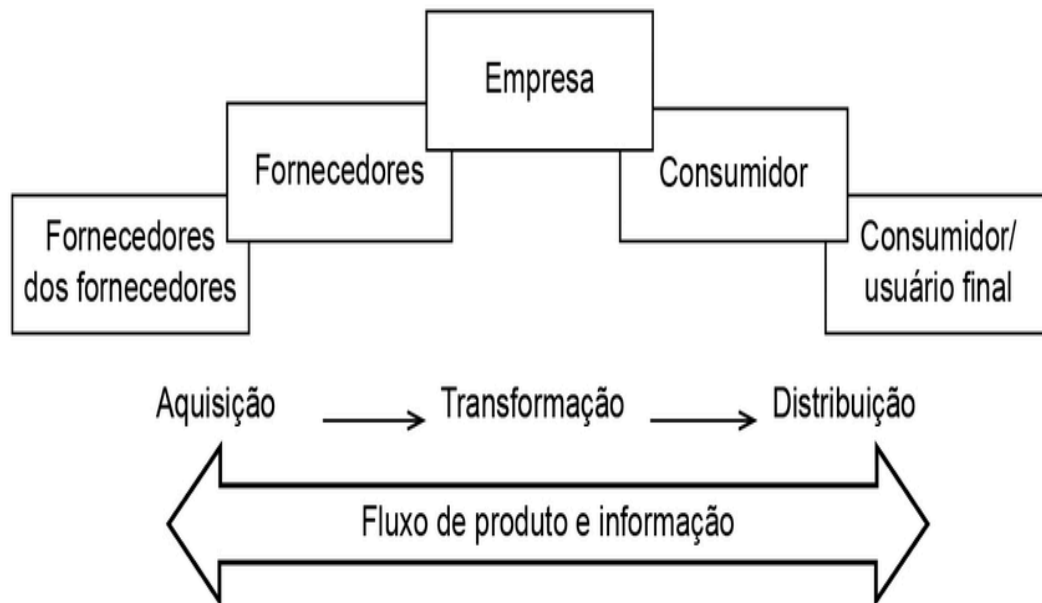 Empresa
Fornecedores
Consumidor
Fornecedores
dos fornecedores
Consumidor/
usuário final
Aquisição
Transformação
Distribuição
Fluxo de produto e informação